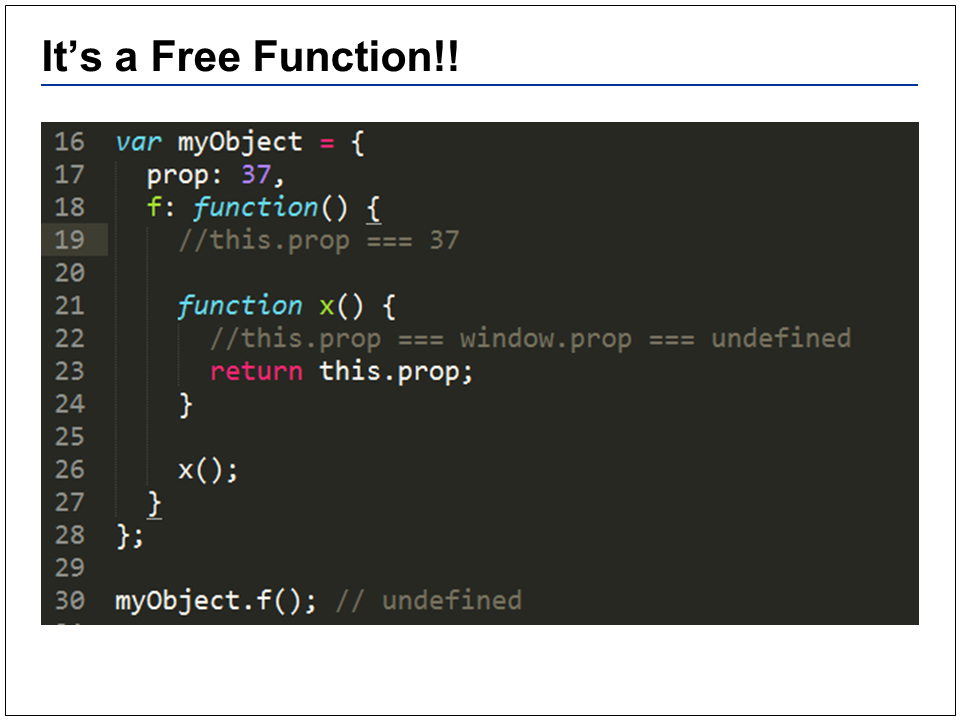 It’s a Free Function!!
16 var myObject = {
17 prop: 37,
18 f: function() {
19 //this.prop === 37
20
21 function x() {
22 //this.prop === window.prop === undefined
23 return this.prop;
24 }
25
26 x();
27 }
28 };
29
30 myObject.f(); // undefined